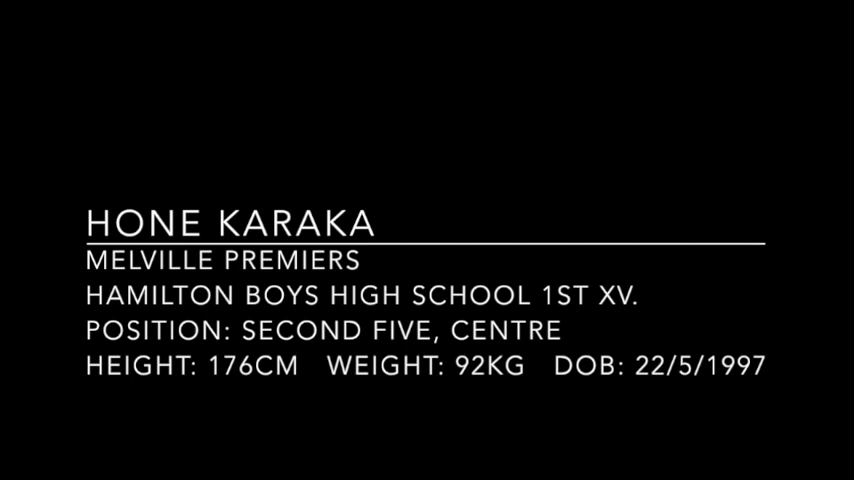 HONE KARAKA
MELVILLE PREMIERS
HAMILTON BOYS HIGH SCHOOL 1ST XV.
POSITION: SECOND FIVE, CENTRE
HEIGHT: 176CM WEIGHT: 92KG DOB: 22/5/1997